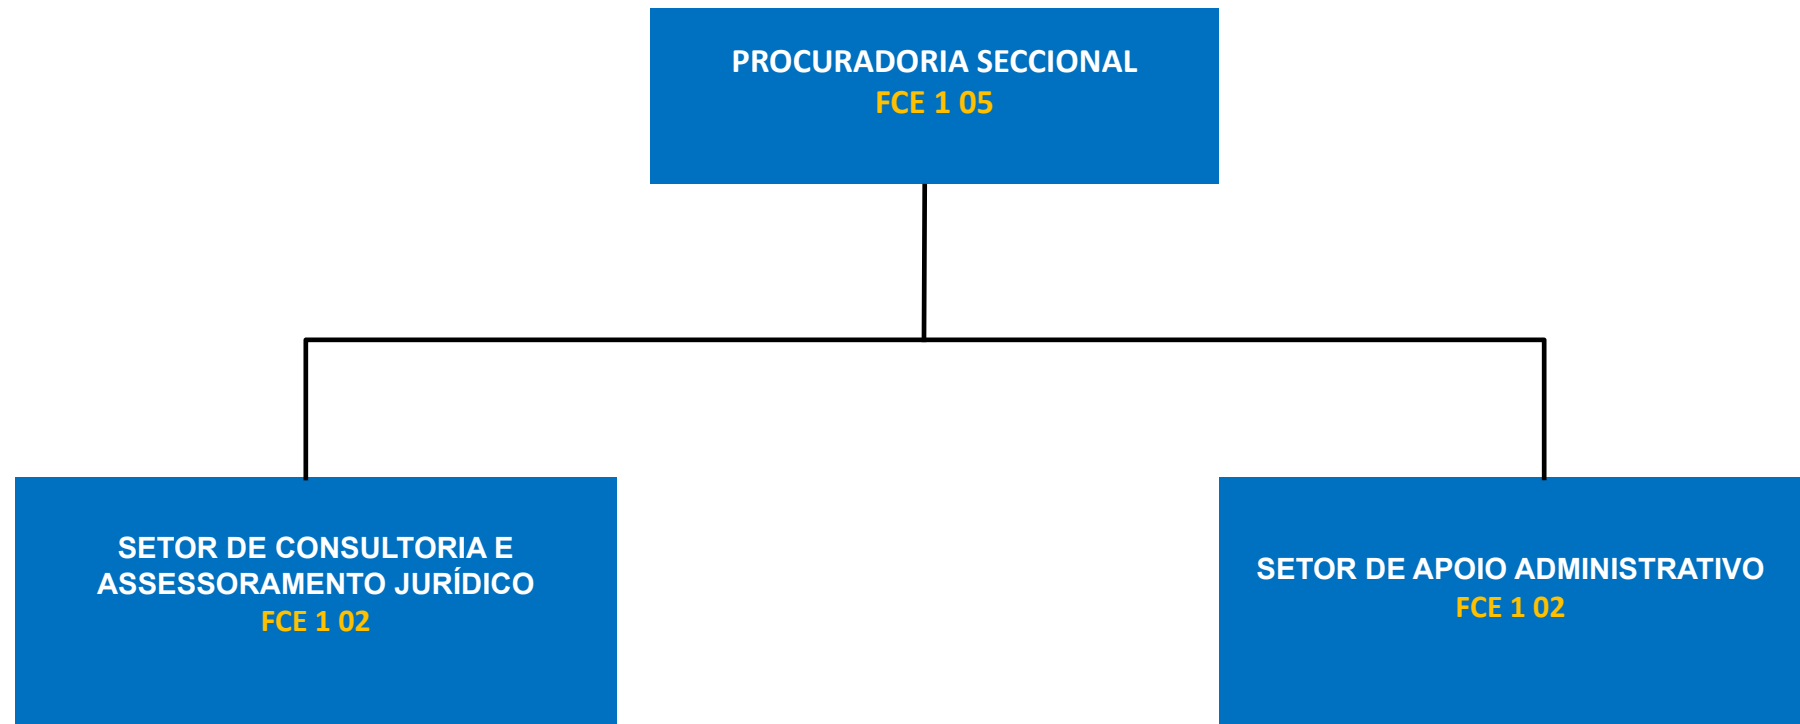 PROCURADORIA SECCIONAL
FCE 1 05
SETOR DE CONSULTORIA E
ASSESSORAMENTO JURÍDICO
FCE 1 02
SETOR DE APOIO ADMINISTRATIVO
FCE 1 02